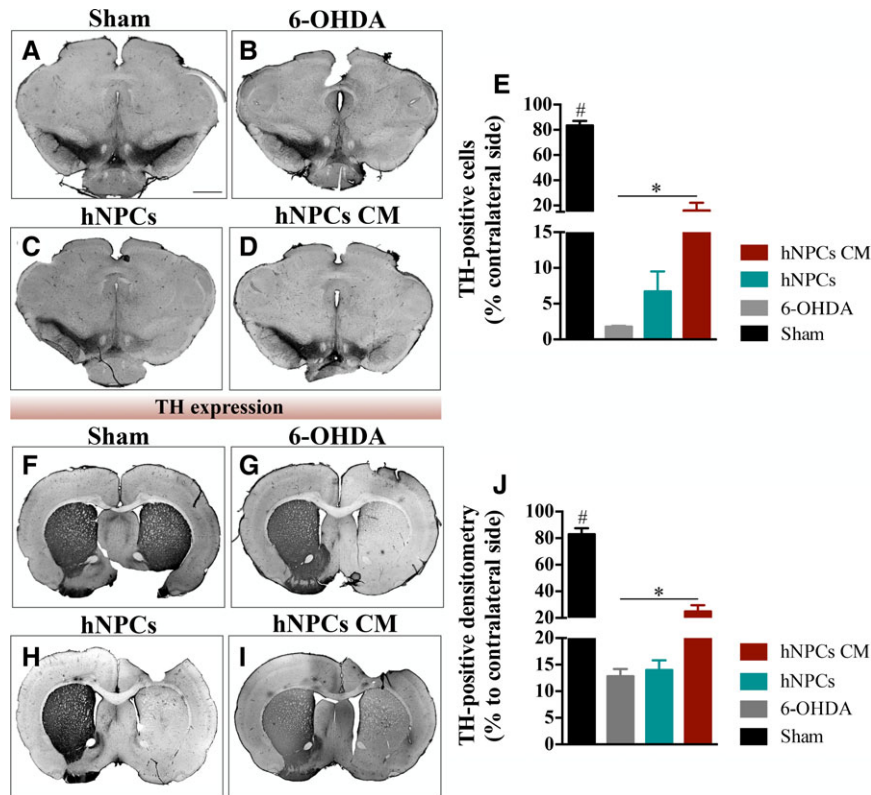 Sham
6-OHDA
A
B
hNPCs
hNPCs CM
C
D
TH expression
Sham
6-OHDA
F
G
hNPCs
hNPCs CM
H
I
E
TH-positive cells
(% contralateral side)
100
80
60
40
20
15
10
5
0
#
*
hNPCs CM
hNPCs
6-OHDA
Sham
J
TH-positive densitometry
(% to contralateral side)
100
80
60
40
20
20
15
10
5
0
#
*
hNPCs CM
hNPCs
6-OHDA
Sham